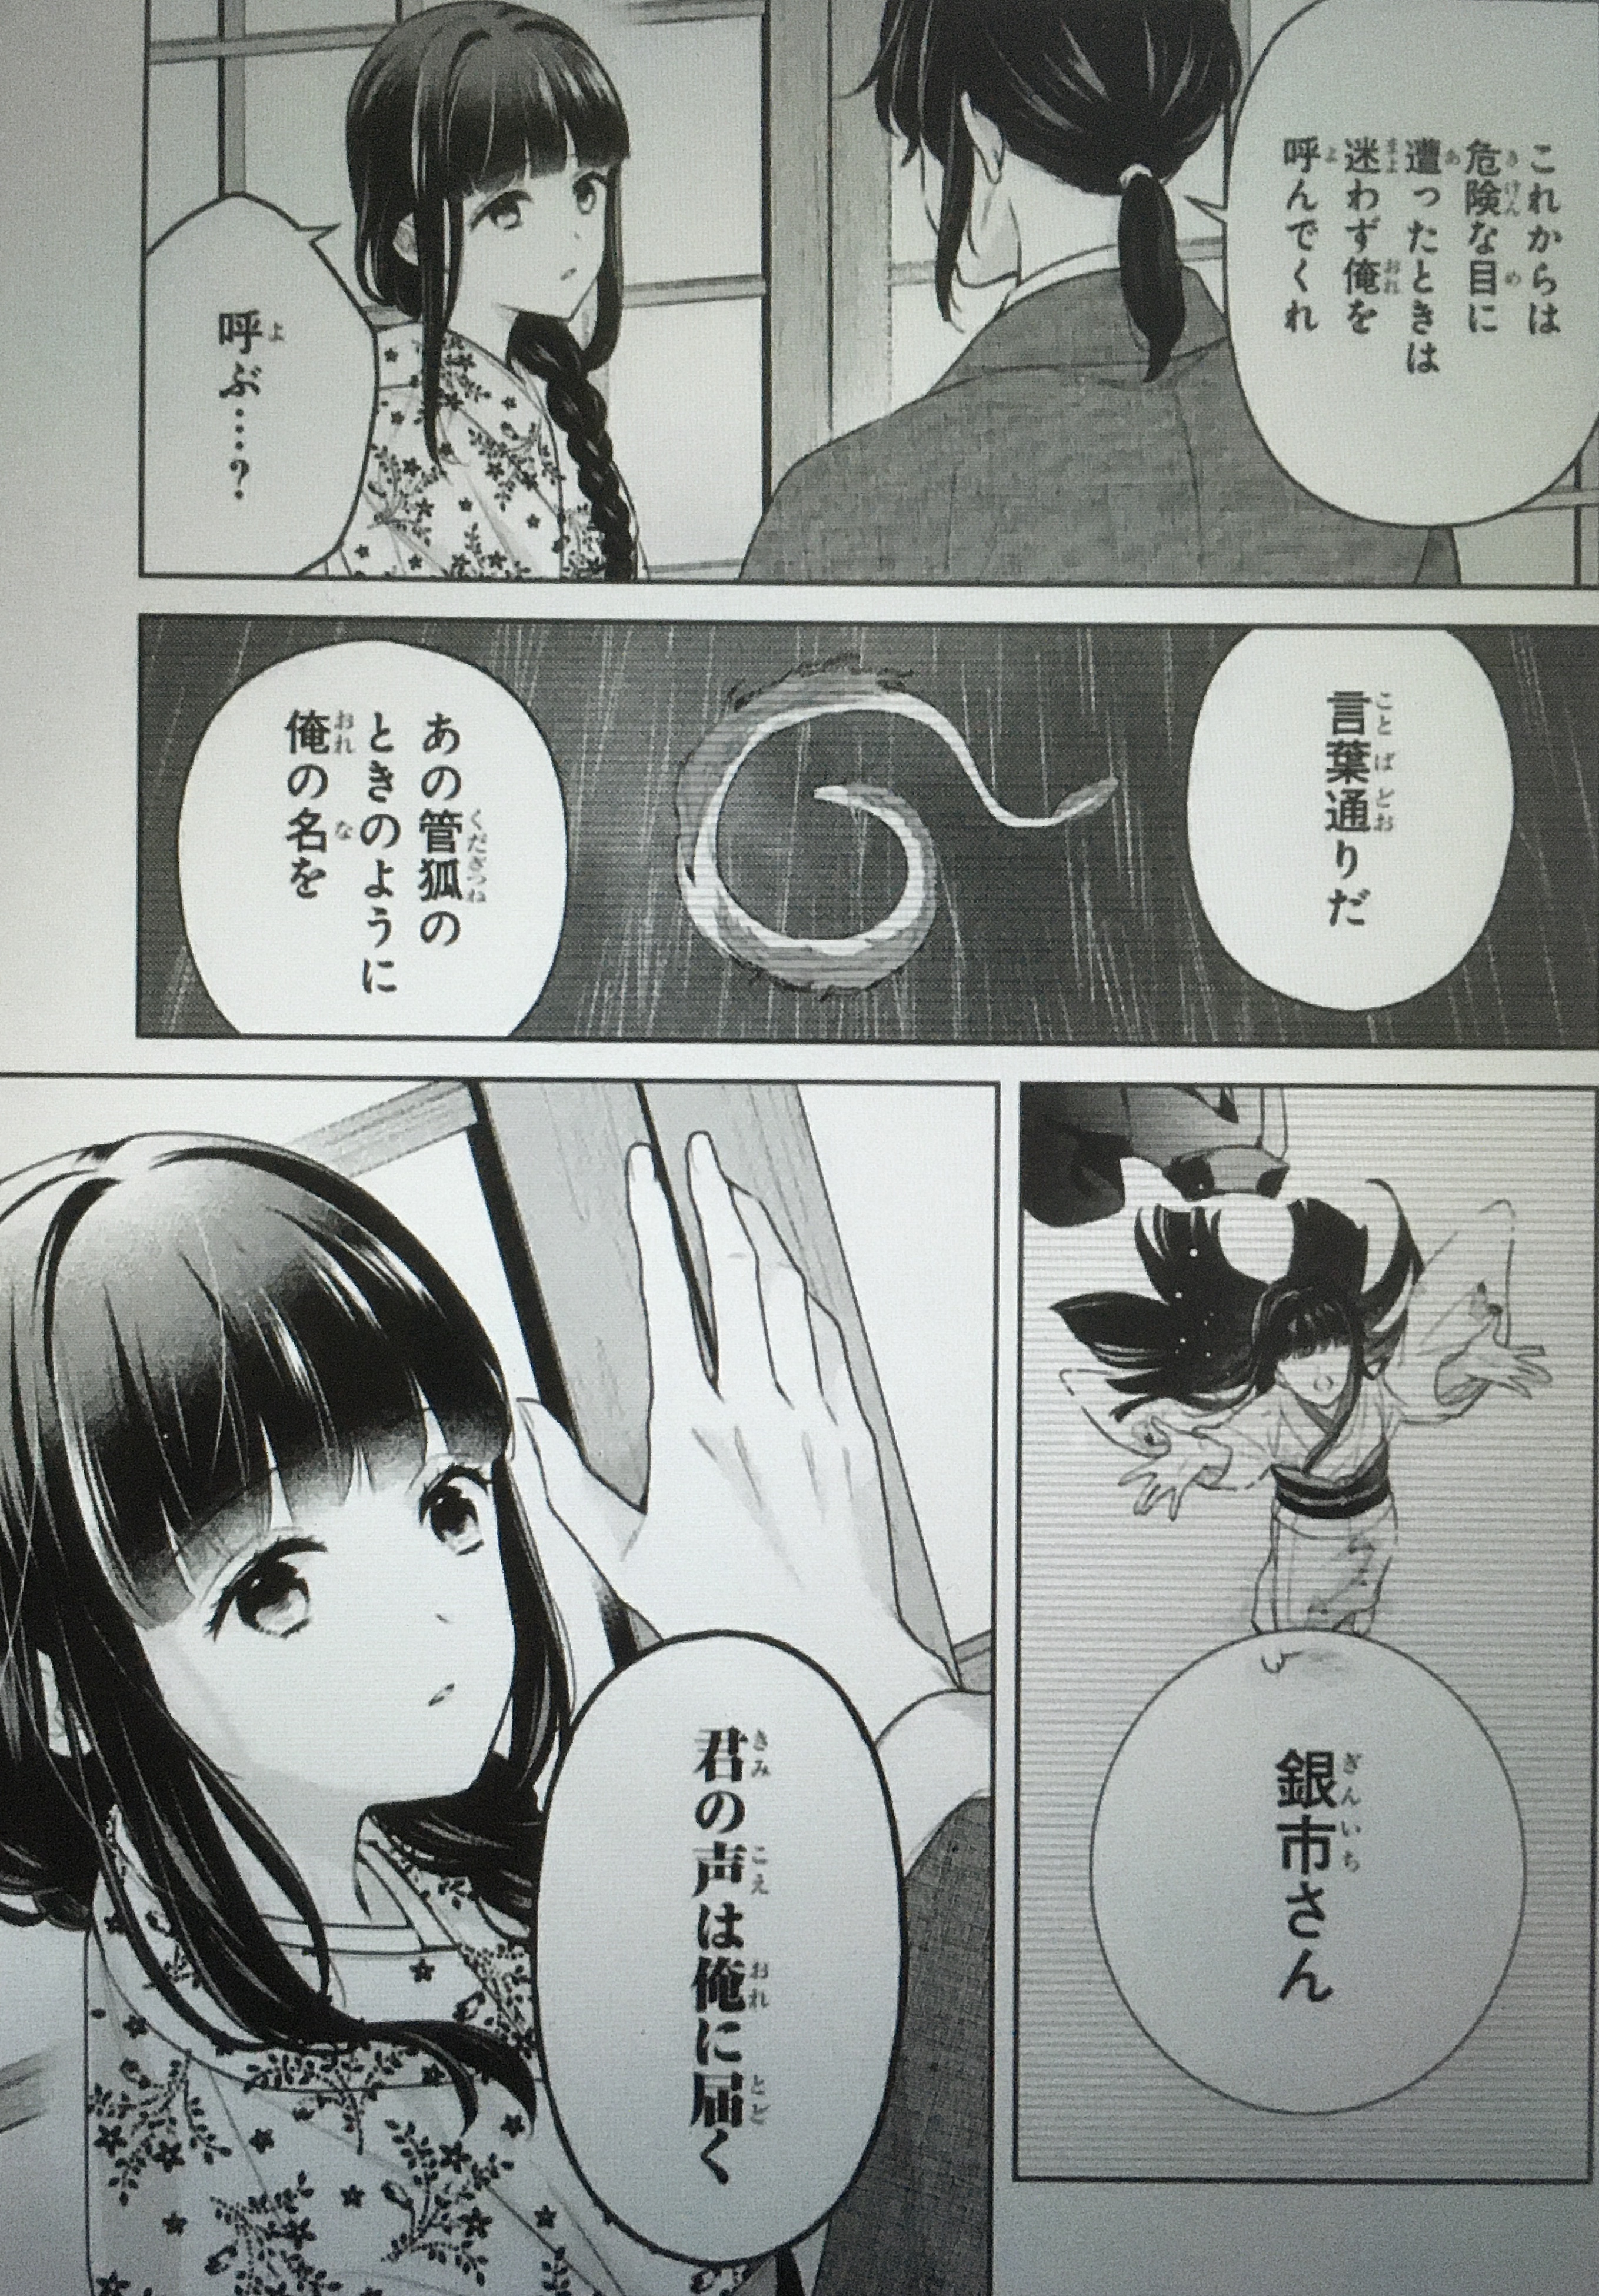 これからは
危険な目に
遭ったときは
迷わず俺を
呼んでくれ
呼ぶ…?
言葉通りだ
あの管狐の
ときのように
俺の名を
銀市さん
君の声は俺に届く